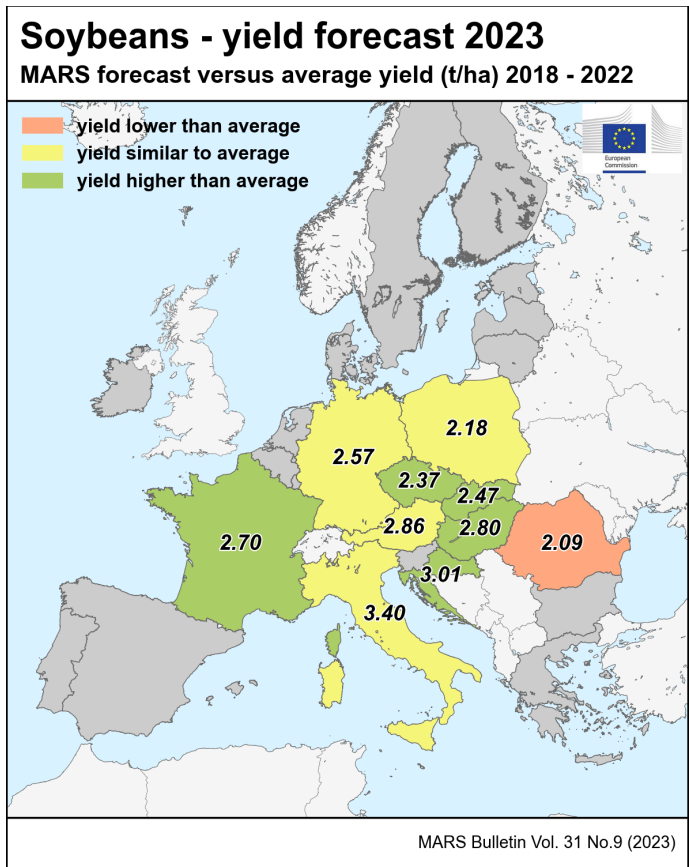 Soybeans - yield forecast 2023
MARS forecast versus average yield (t/ha) 2018 - 2022
yield lower than average
yield similar to average
yield higher than average
European
Commission
2.18
2.57
2.37
2.47
2.86
2.80
2.70
2.09
3.01
3.40
MARS Bulletin Vol. 31 No.9 (2023)